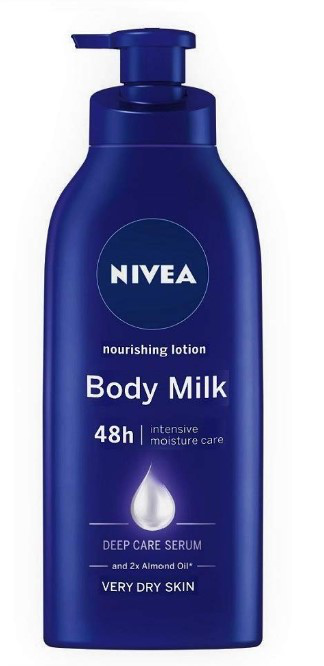 NIVEA
nourishing lotion
Body Milk
48h intensive
moisture care
DEEP CARE SERUM
and 2x Almond Oil*
VERY DRY SKIN